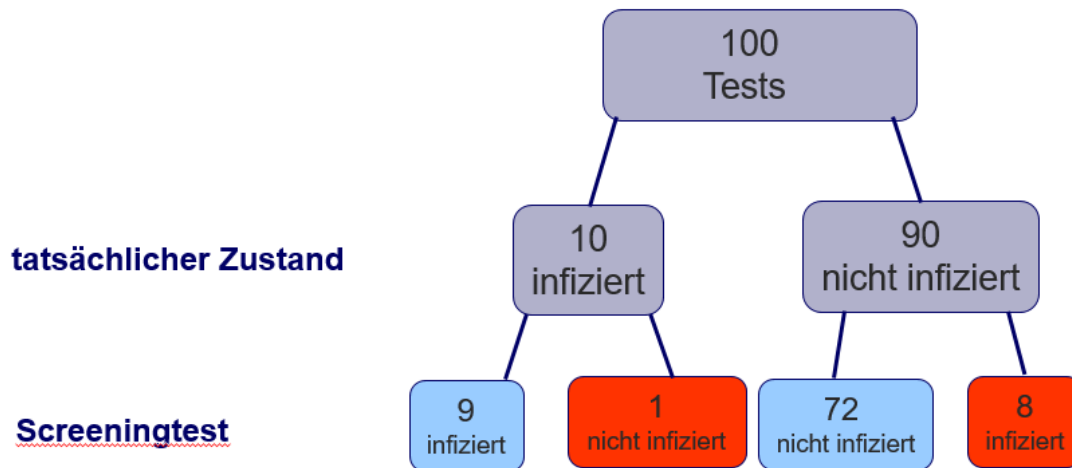 100
Tests
tatsächlicher Zustand
10
infiziert
90
nicht infiziert
Screeningtest
9
infiziert
1
nicht infiziert
72
nicht infiziert
8
infiziert